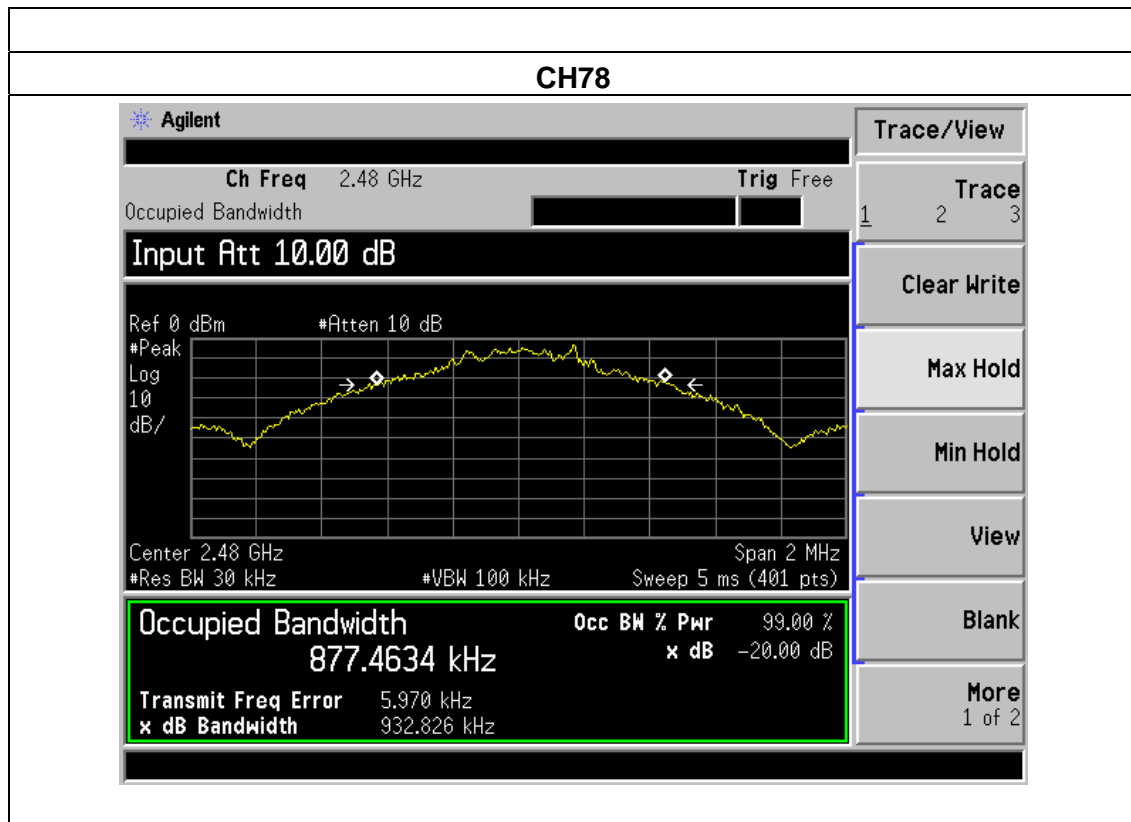 CH78
Agilent
Trace/View
Ch Freq 2.48 GHz Trig Free
Occupied Bandwidth
Trace
1 2 3
Input Att 10.00 dB
Clear Write
Ref 0 dBm #Atten 10 dB
#Peak
Log
10
dB/
Max Hold
Min Hold
View
Center 2.48 GHz Span 2 MHz
#Res BW 30 kHz #VBW 100 kHz Sweep 5 ms (401 pts)
Occupied Bandwidth Occ BW % Pwr 99.00 %
877.4634 kHz x dB -20.00 dB
Blank
Transmit Freq Error 5.970 kHz
x dB Bandwidth 932.826 kHz
More
1 of 2